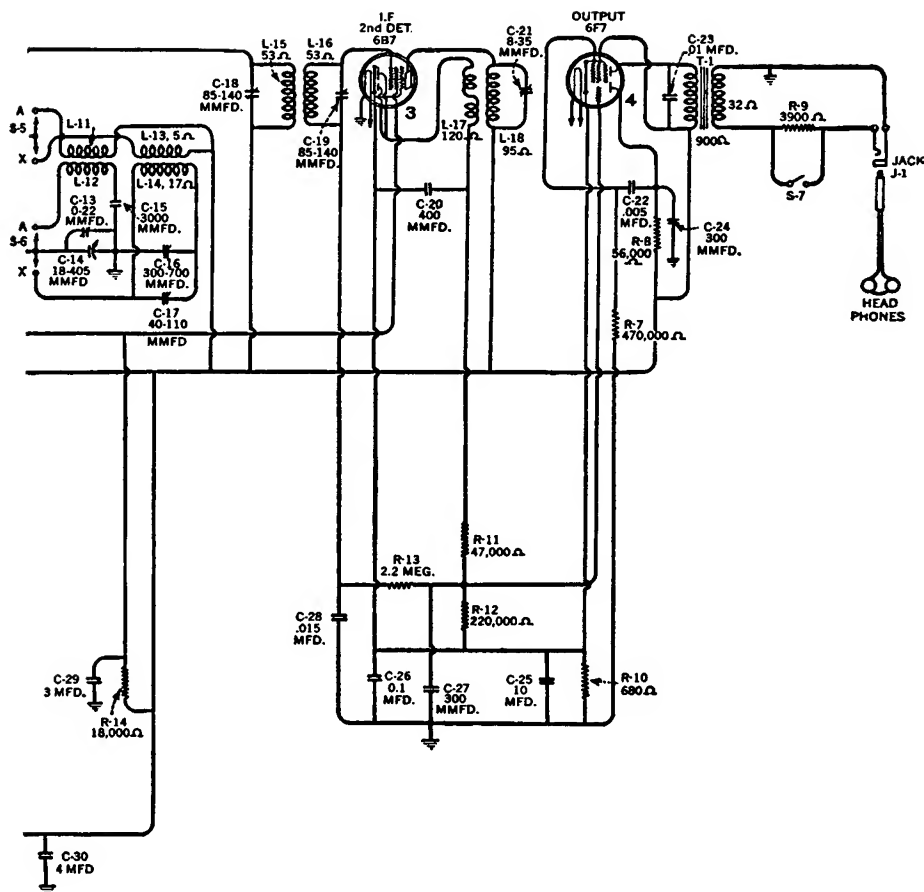 I.F
2nd DET.
6B7
C-21
8-35
MMFD.
OUTPUT
6F7
C-23
.01 MFD.
T-1
L-15
53Ω
L-16
53Ω
C-18
85-140
MMFD.
C-19
85-140
MMFD.
3
L-17
120Ω
L-18
95Ω
4
32Ω
900Ω
R-9
3900 Ω
S-7
JACK
J-1
HEAD
PHONES
A
S-5
X
L-11
L-13, 5Ω
L-12
L-14, 17Ω
C-13
0-22
MMFD.
C-15
.3000
MMFD.
A
S-6
X
C-14
18-405
MMFD
C-16
300-700
MMFD.
C-17
40-110
MMFD
C-20
400
MMFD.
C-22
.005
MFD.
R-8
56,000
Ω
C-24
300
MMFD.
R-7
470,000Ω
R-11
47,000Ω
R-13
2.2 MEG.
R-12
220,000Ω
C-28
.015
MFD.
C-29
3 MFD.
R-14
18,000Ω
C-26
0.1
MFD.
C-27
300
MMFD.
C-25
10
MFD.
R-10
680Ω
C-30
4 MFD